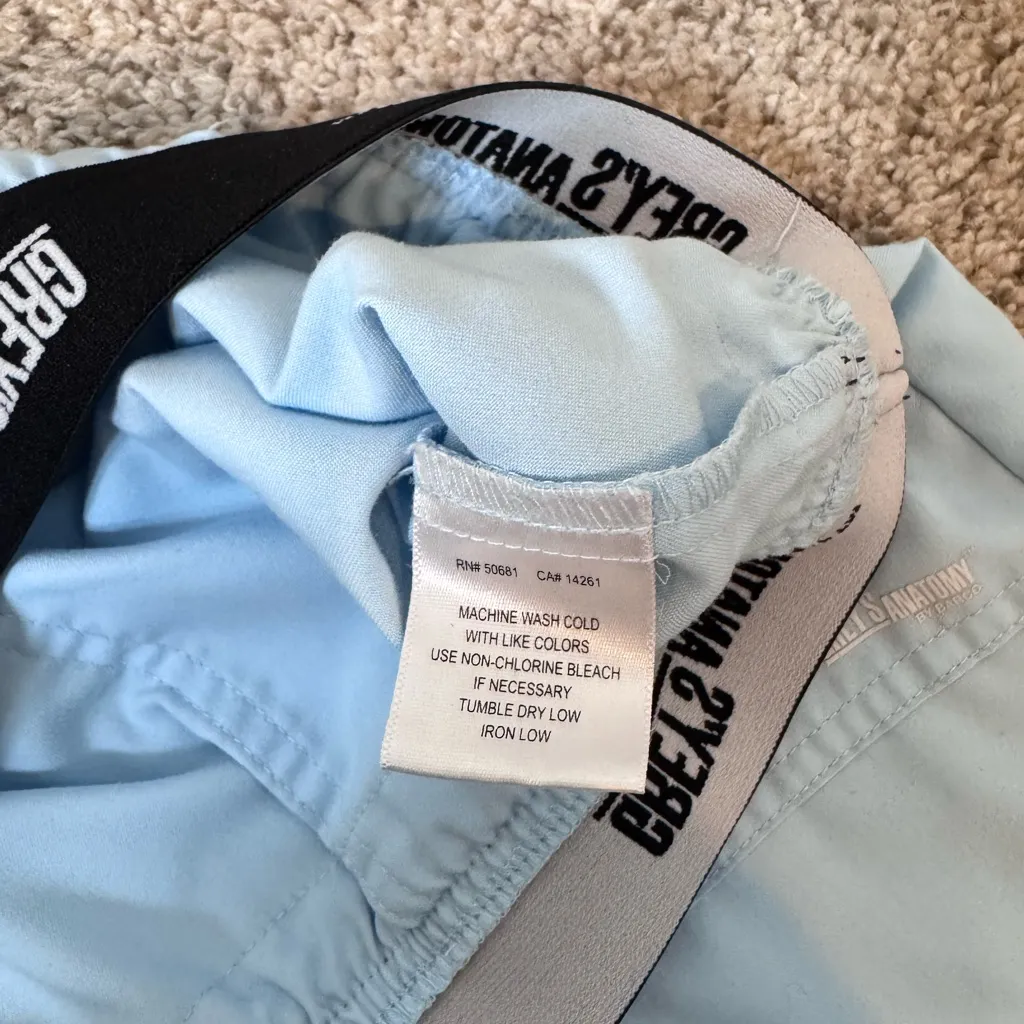 GREY'S ANATOMY
GREY'S
GREY'S
RN# 50681 CA# 14261
MACHINE WASH COLD
WITH LIKE COLORS
USE NON-CHLORINE BLEACH
IF NECESSARY
TUMBLE DRY LOW
IRON LOW
ANATOMY
BY BARCO
GREY'S ANATOMY